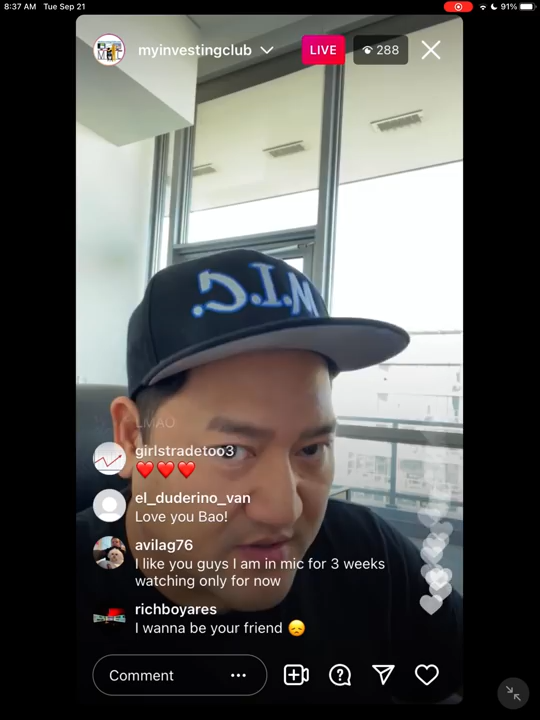 8:37 AM Tue Sep 21
91%
myinvestingclub
LIVE
288
M.I.C.
LMAO
girlstradetoo3
❤️❤️❤️
el_duderino_van
Love you Bao!
avilag76
I like you guys I am in mic for 3 weeks
watching only for now
richboyares
I wanna be your friend 😞
Comment